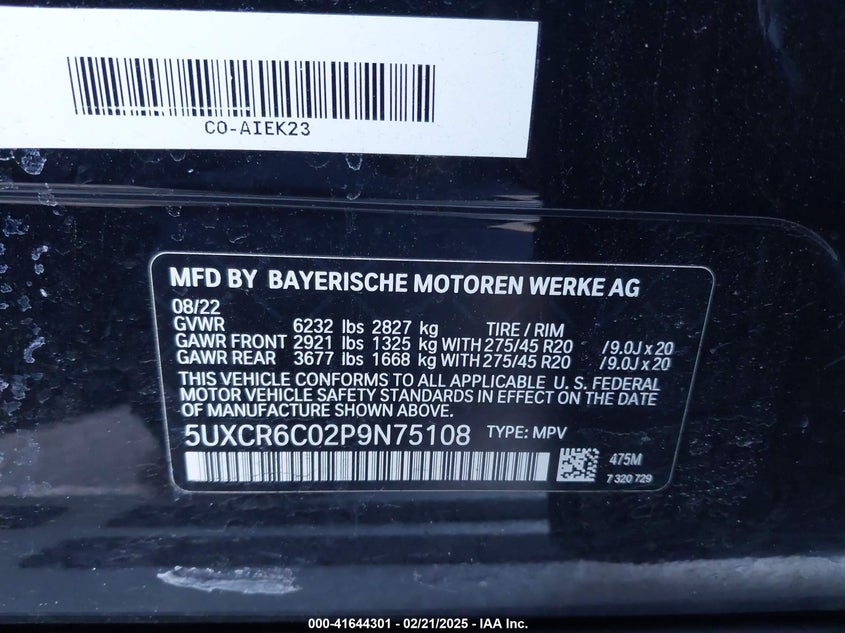 CO-AIEK23
MFD BY BAYERISCHE MOTOREN WERKE AG
08/22
GVWR 6232 lbs 2827 kg TIRE / RIM
GAWR FRONT 2921 lbs 1325 kg WITH 275/45 R20 /9.0J x 20
GAWR REAR 3677 lbs 1668 kg WITH 275/45 R20 /9.0J x 20
THIS VEHICLE CONFORMS TO ALL APPLICABLE U. S. FEDERAL
MOTOR VEHICLE SAFETY STANDARDS IN EFFECT ON THE DATE
OF MANUFACTURE SHOWN ABOVE.
5UXCR6C02P9N75108 TYPE: MPV
475M
7 320 729
000-41644301 - 02/21/2025 - IAA Inc.